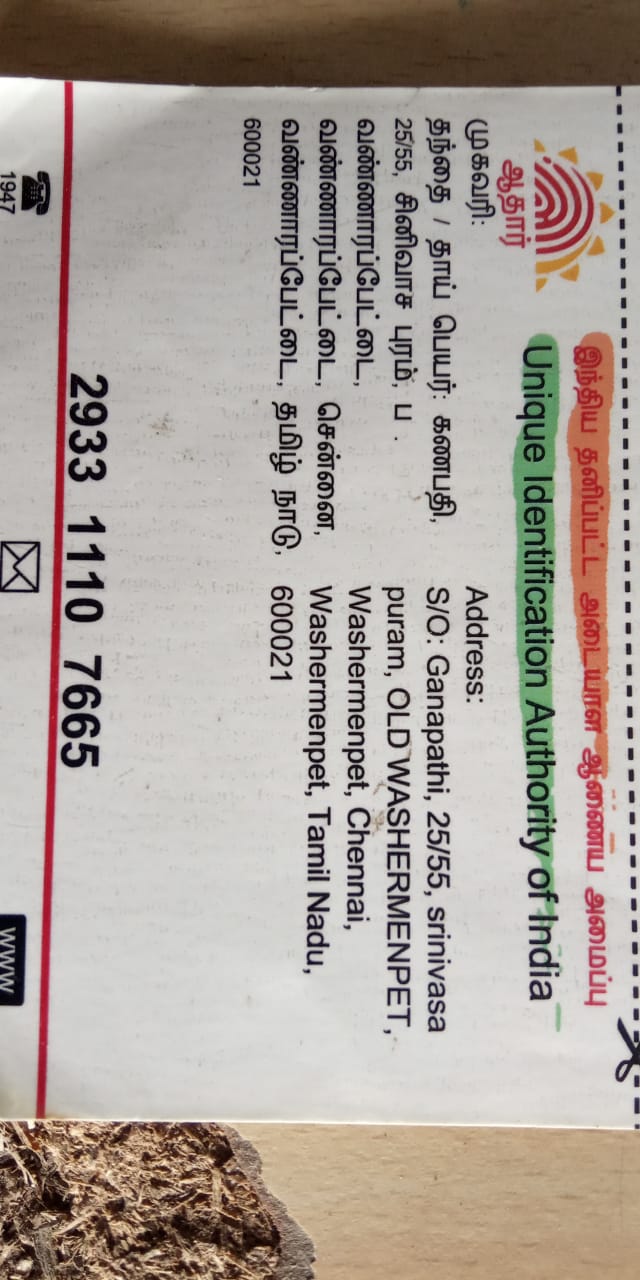 இந்திய தனிப்பட்ட அடையாள ஆணைய அமைப்பு
Unique Identification Authority of India
ஆதார்
முகவரி:
தந்தை / தாய் பெயர்: கணபதி,
25/55, சினிவாச புரம், ப .
வண்ணாரப்பேட்டை,
வண்ணாரப்பேட்டை, சென்னை,
வண்ணாரப்பேட்டை, தமிழ் நாடு,
600021
Address:
S/O: Ganapathi, 25/55, srinivasa
puram, OLD WASHERMENPET,
Washermenpet, Chennai,
Washermenpet, Tamil Nadu,
600021
2933 1110 7665
1947
www